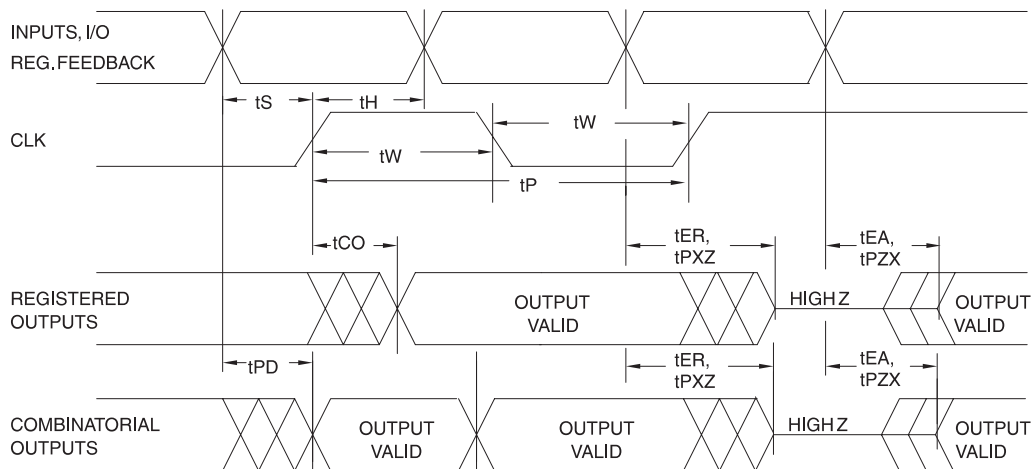 INPUTS, I/O
REG. FEEDBACK
tS
tH
CLK
tW
tW
tP
tCO
tER,
tPXZ
tEA,
tPZX
REGISTERED
OUTPUTS
OUTPUT
VALID
HIGH Z
OUTPUT
VALID
tPD
tER,
tPXZ
tEA,
tPZX
COMBINATORIAL
OUTPUTS
OUTPUT
VALID
OUTPUT
VALID
HIGH Z
OUTPUT
VALID